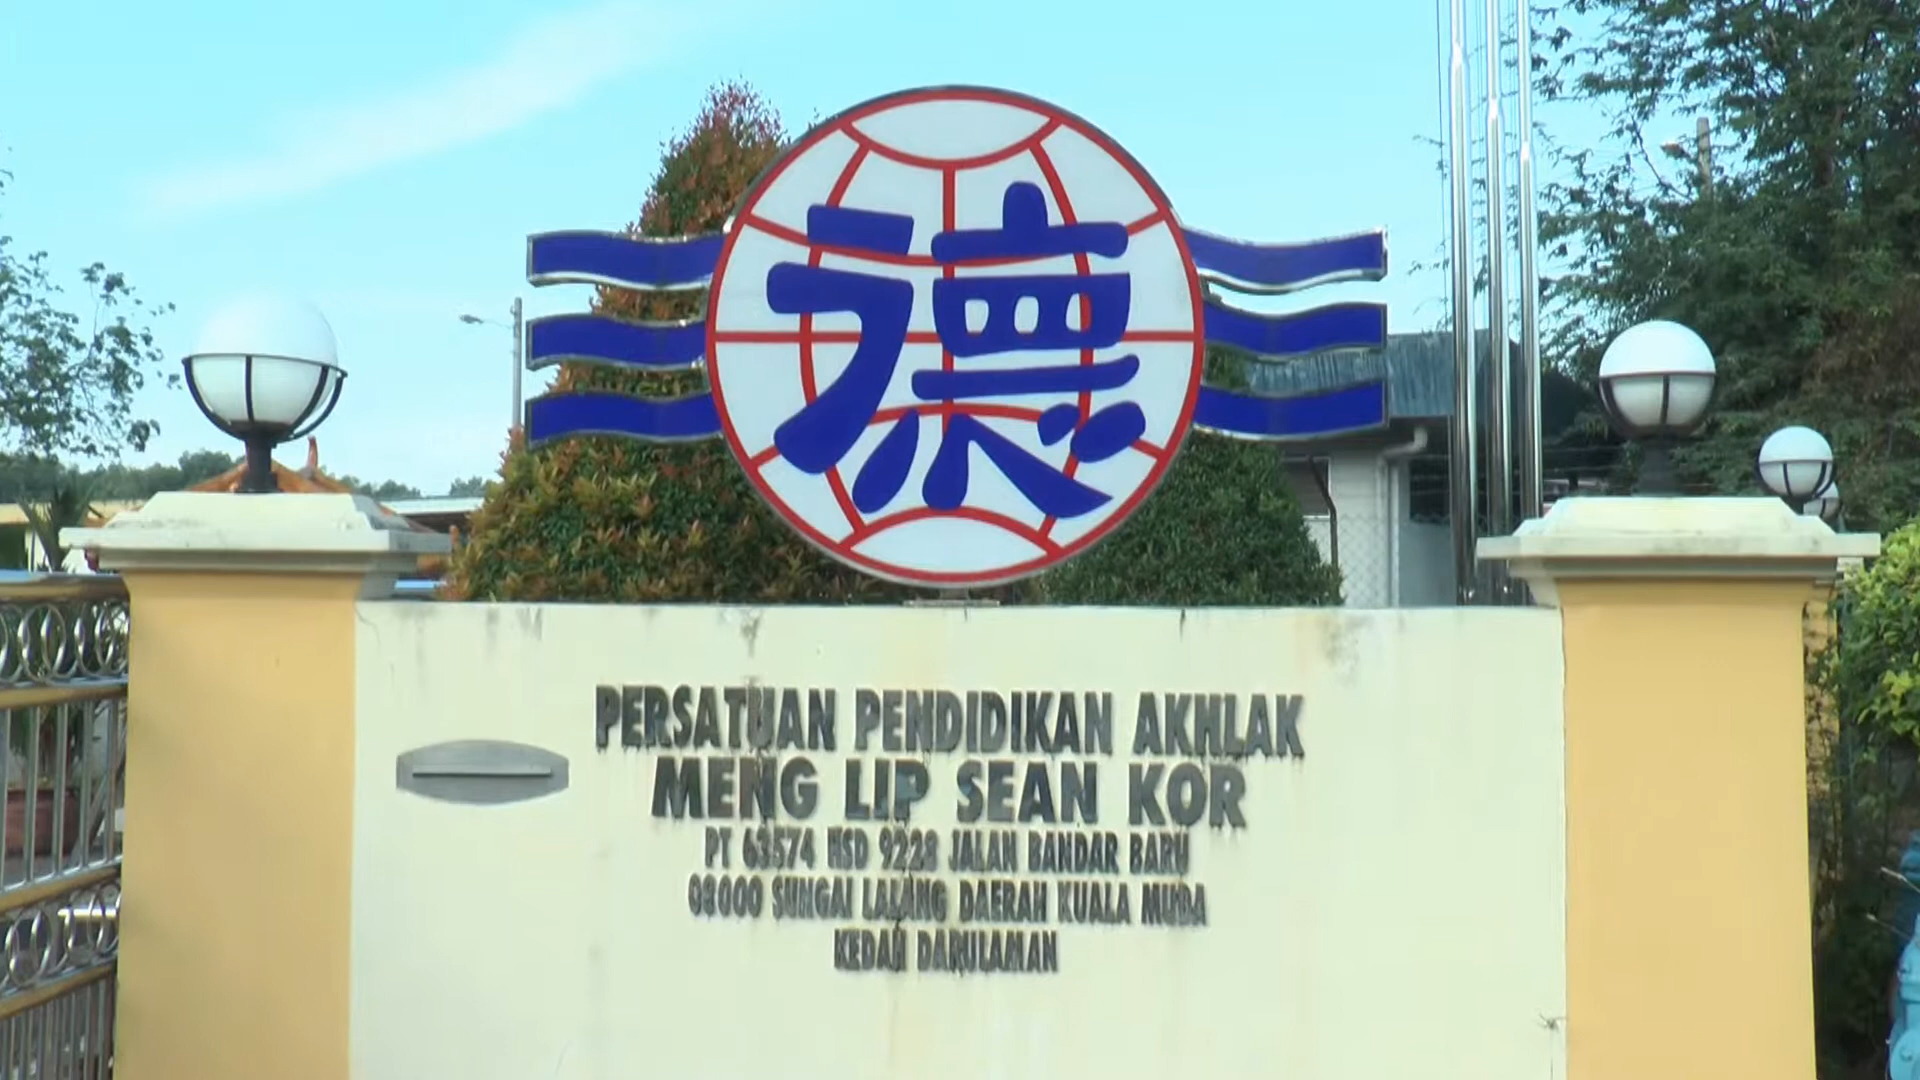 德
PERSATUAN PENDIDIKAN AKHLAK
MENG LIP SEAN KOR
PT 63574 HSD 9228 JALAN BANDAR BARU
08000 SUNGAI LALANG DAERAH KUALA MUDA
KEDAH DARULAMAN